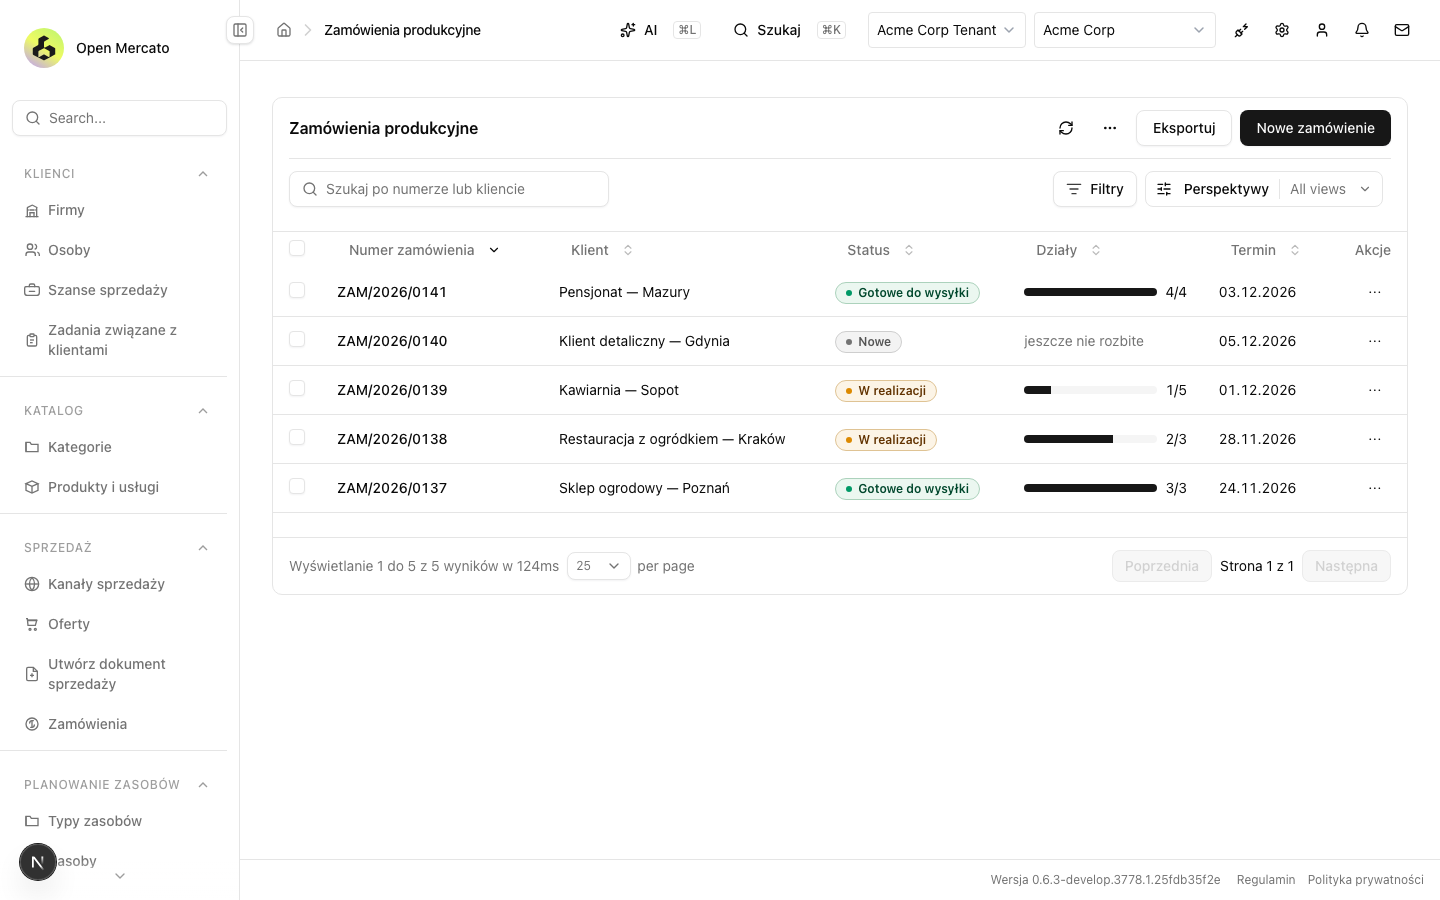 Open Mercato
Search...
KLIENCI
Firmy
Osoby
Szanse sprzedaży
Zadania związane z
klientami
KATALOG
Kategorie
Produkty i usługi
SPRZEDAŻ
Kanały sprzedaży
Oferty
Utwórz dokument
sprzedaży
Zamówienia
PLANOWANIE ZASOBÓW
Typy zasobów
N
Zamówienia produkcyjne
AI ⌘L
Szukaj ⌘K
Acme Corp Tenant
Acme Corp
Zamówienia produkcyjne
Eksportuj
Nowe zamówienie
Szukaj po numerze lub kliencie
Filtry
Perspektywy All views
Numer zamówienia Klient Status Działy Termin Akcje
ZAM/2026/0141 Pensjonat — Mazury Gotowe do wysyłki 4/4 03.12.2026 ...
ZAM/2026/0140 Klient detaliczny — Gdynia Nowe jeszcze nie rozbite 05.12.2026 ...
ZAM/2026/0139 Kawiarnia — Sopot W realizacji 1/5 01.12.2026 ...
ZAM/2026/0138 Restauracja z ogródkiem — Kraków W realizacji 2/3 28.11.2026 ...
ZAM/2026/0137 Sklep ogrodowy — Poznań Gotowe do wysyłki 3/3 24.11.2026 ...
Wyświetlanie 1 do 5 z 5 wyników w 124ms 25 per page
Poprzednia Strona 1 z 1 Następna
Wersja 0.6.3-develop.3778.1.25fdb35f2e Regulamin Polityka prywatności